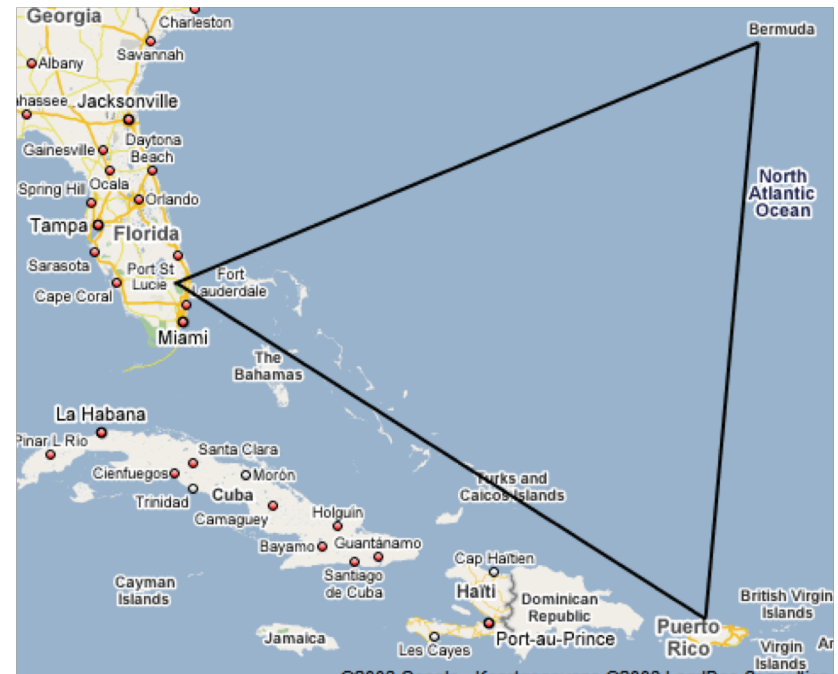 Georgia
Charleston
Savannah
Albany
Jacksonville
Gainesville
Daytona
Beach
Ocala
Spring Hill
Orlando
Tampa
Florida
Sarasota
Port St
Lucie
Cape Coral
Fort
Lauderdale
Miami
Bermuda
North
Atlantic
Ocean
The
Bahamas
La Habana
Pinar L Rio
Santa Clara
Cienfuegos
Morón
Trinidad
Cuba
Camaguey
Holguín
Bayamo
Guantánamo
Santiago
de Cuba
Turks and
Caicos Islands
Cayman
Islands
Jamaica
Cap Haïtien
Haïti
Dominican
Republic
Les Cayes
Port-au-Prince
Puerto
Rico
British Virgin
Islands
Virgin
Islands